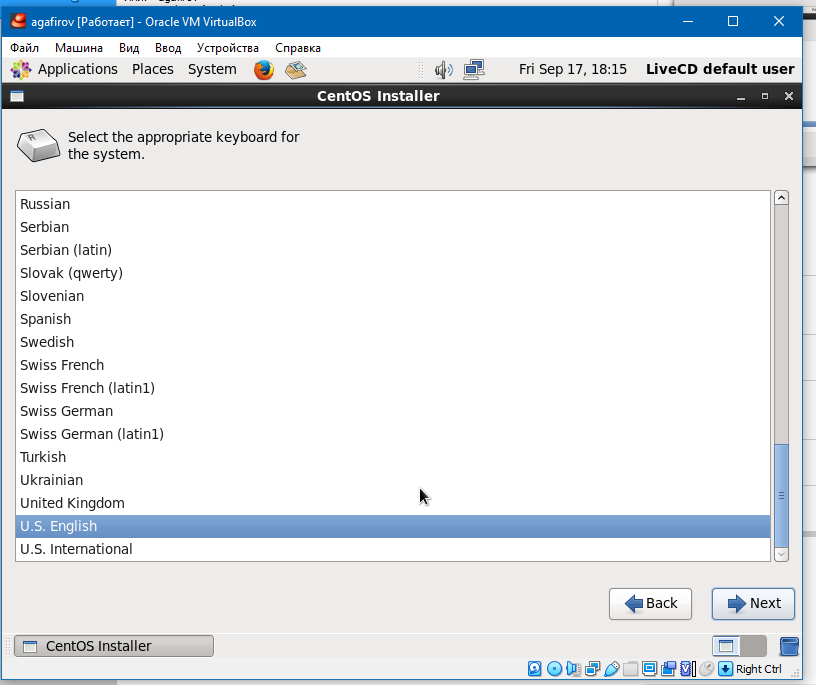 agafirov [Работает] - Oracle VM VirtualBox
Файл Машина Вид Ввод Устройства Справка
Applications Places System Fri Sep 17, 18:15 LiveCD default user
CentOS Installer
Select the appropriate keyboard for
the system.
Russian
Serbian
Serbian (latin)
Slovak (qwerty)
Slovenian
Spanish
Swedish
Swiss French
Swiss French (latin1)
Swiss German
Swiss German (latin1)
Turkish
Ukrainian
United Kingdom
U.S. English
U.S. International
Back Next
CentOS Installer
Right Ctrl